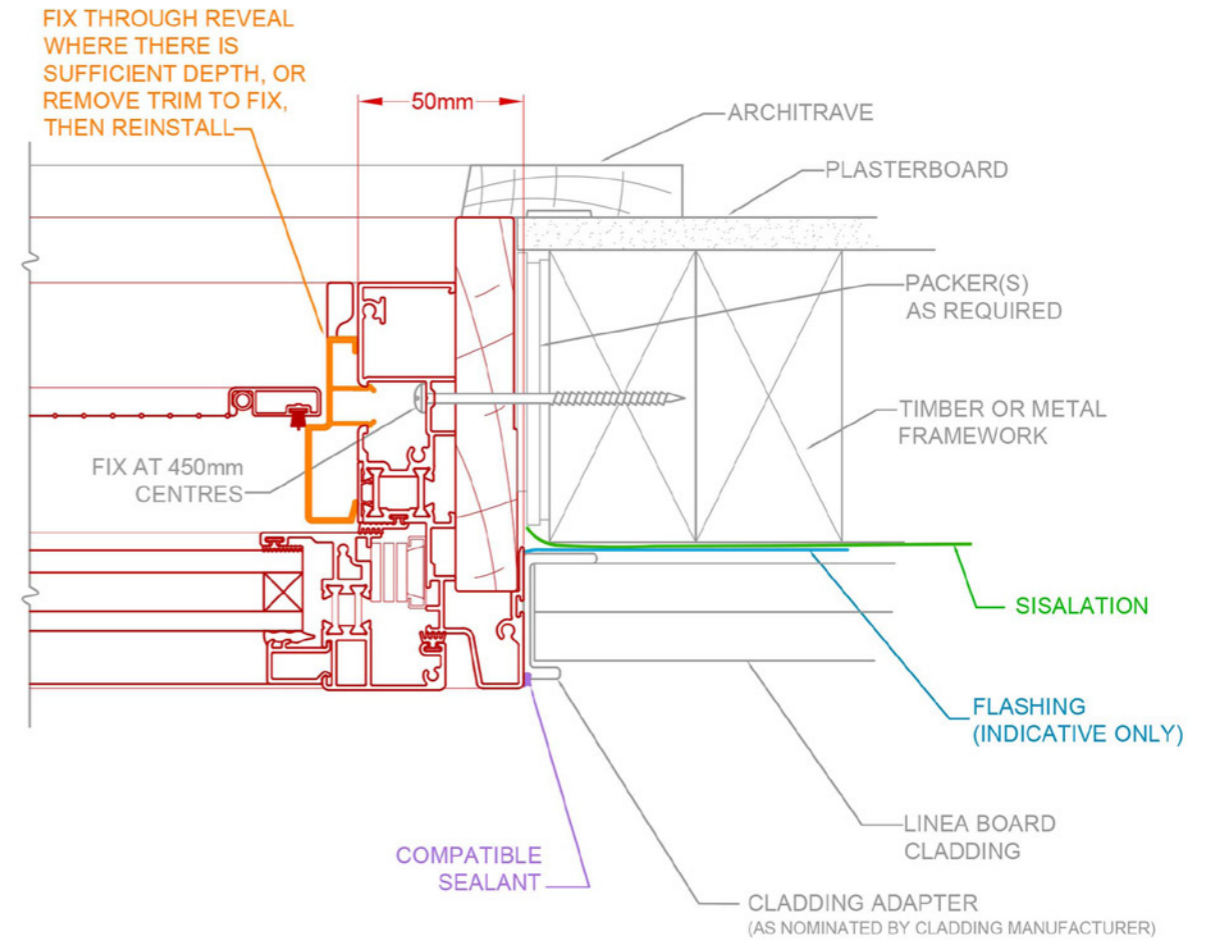 FIX THROUGH REVEAL
WHERE THERE IS
SUFFICIENT DEPTH, OR
REMOVE TRIM TO FIX,
THEN REINSTALL
50mm
ARCHITRAVE
PLASTERBOARD
PACKER(S)
AS REQUIRED
TIMBER OR METAL
FRAMEWORK
FIX AT 450mm
CENTRES
SISALATION
FLASHING
(INDICATIVE ONLY)
LINEA BOARD
CLADDING
COMPATIBLE
SEALANT
CLADDING ADAPTER
(AS NOMINATED BY CLADDING MANUFACTURER)